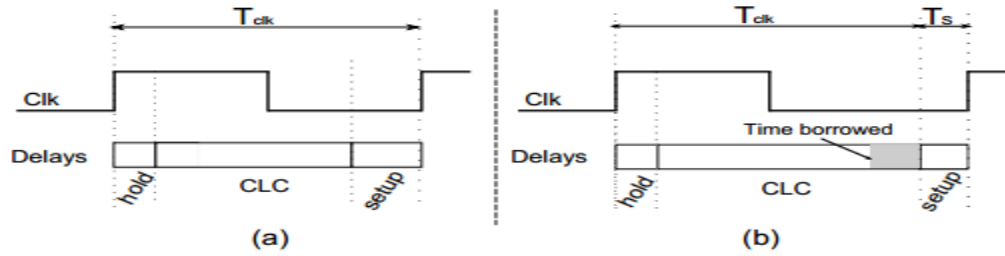 Tclk
Clk
Delays
hold
CLC
setup
(a)
Tclk
Ts
Clk
Time borrowed
Delays
hold
CLC
setup
(b)